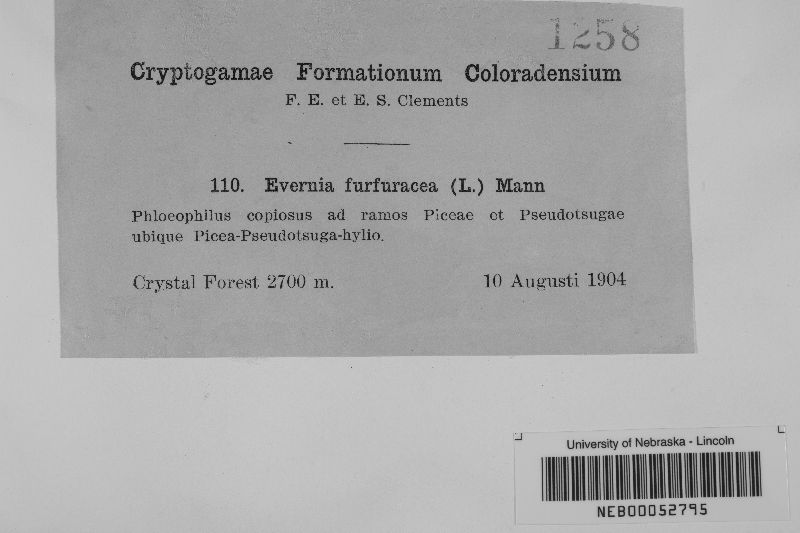 1258
Cryptogamae Formationum Coloradensium
F. E. et E. S. Clements
110. Evernia furfuracea (L.) Mann
Phloeophilus copiosus ad ramos Piceae et Pseudotsugae
ubique Picea-Pseudotsuga-hylio.
Crystal Forest 2700 m. 10 Augusti 1904
University of Nebraska - Lincoln
NEB00052795